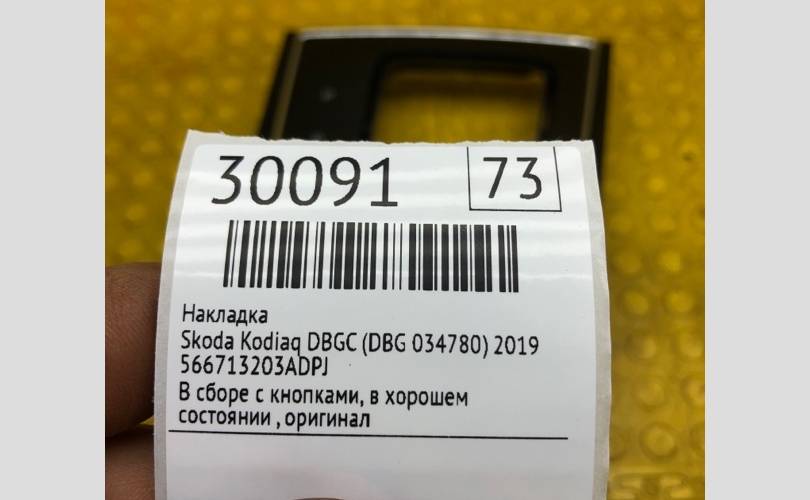 30091 73
Накладка
Skoda Kodiaq DBGC (DBG 034780) 2019
566713203ADPJ
В сборе с кнопками, в хорошем
состоянии , оригинал